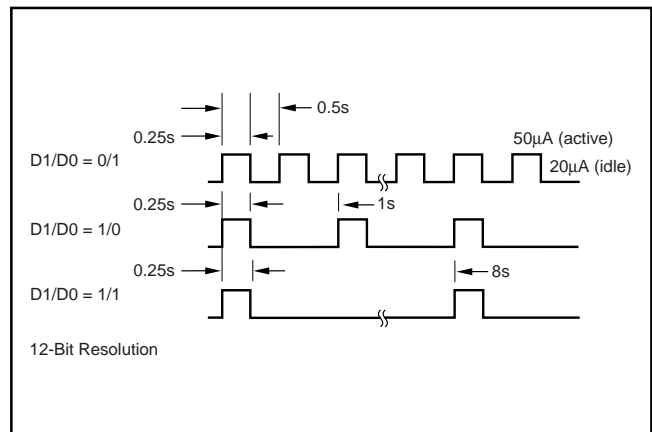 0.5s
0.25s
50μA (active)
D1/D0 = 0/1
20μA (idle)
0.25s
1s
D1/D0 = 1/0
0.25s
8s
D1/D0 = 1/1
12-Bit Resolution